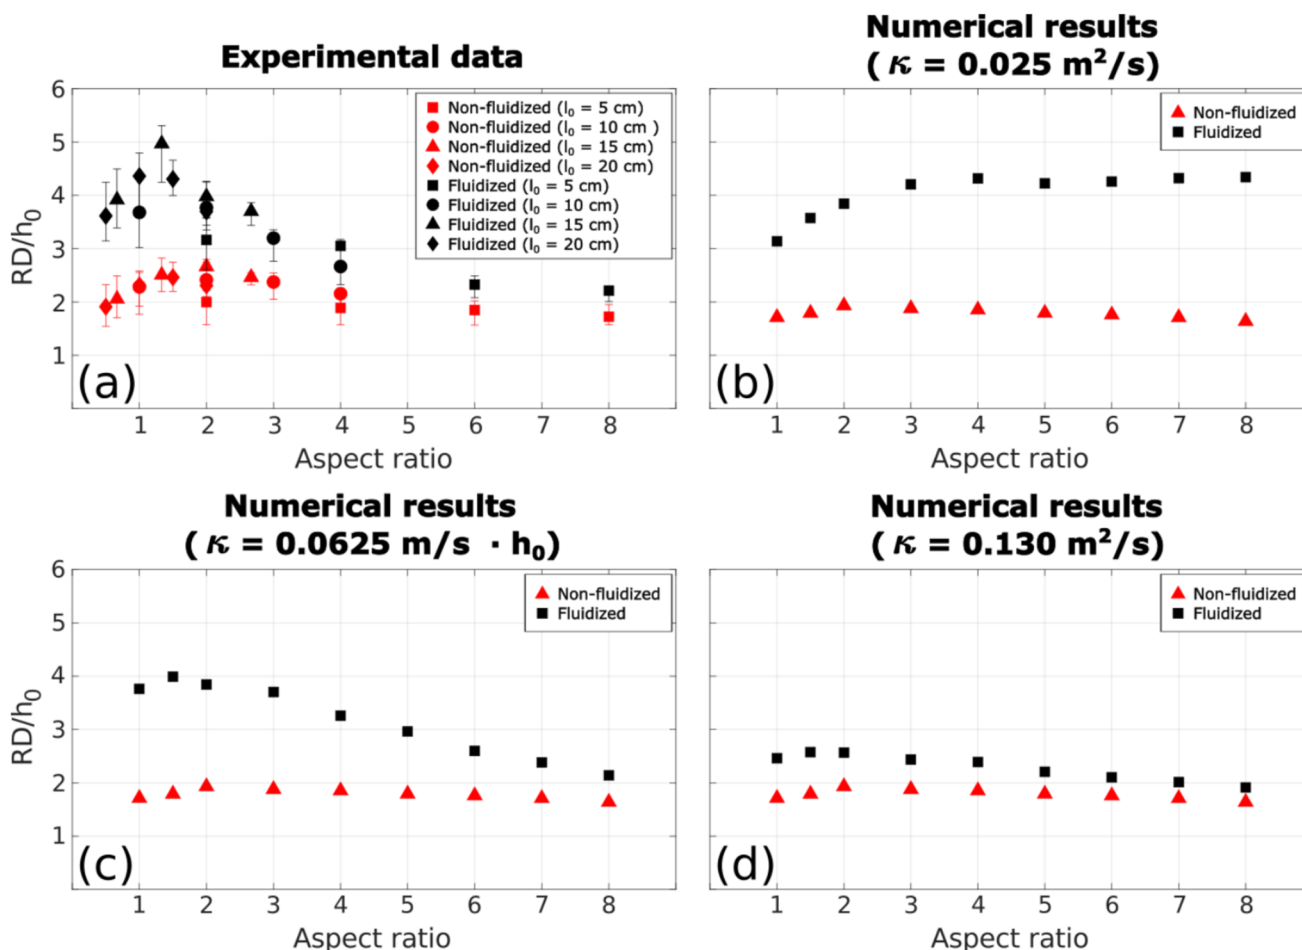 Experimental data
RD/h₀
6
5
4
3
2
1
Non-fluidized (l₀ = 5 cm)
Non-fluidized (l₀ = 10 cm )
Non-fluidized (l₀ = 15 cm)
Non-fluidized (l₀ = 20 cm)
Fluidized (l₀ = 5 cm)
Fluidized (l₀ = 10 cm)
Fluidized (l₀ = 15 cm)
Fluidized (l₀ = 20 cm)
(a)
1 2 3 4 5 6 7 8
Aspect ratio
Numerical results
( κ = 0.025 m²/s)
Non-fluidized
Fluidized
(b)
1 2 3 4 5 6 7 8
Aspect ratio
Numerical results
( κ = 0.0625 m/s · h₀)
RD/h₀
6
5
4
3
2
1
Non-fluidized
Fluidized
(c)
1 2 3 4 5 6 7 8
Aspect ratio
Numerical results
( κ = 0.130 m²/s)
Non-fluidized
Fluidized
(d)
1 2 3 4 5 6 7 8
Aspect ratio